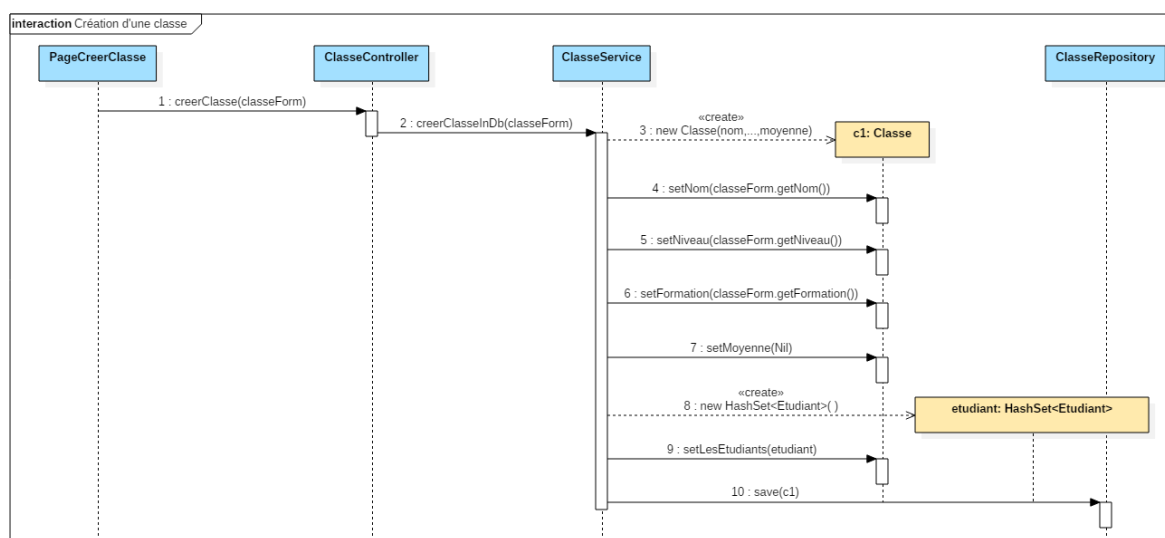 interaction Création d'une classe
PageCreerClasse
ClasseController
ClasseService
ClasseRepository
1 : creerClasse(classeForm)
2 : creerClasseInDb(classeForm)
«create»
3 : new Classe(nom,...,moyenne)
c1: Classe
4 : setNom(classeForm.getNom())
5 : setNiveau(classeForm.getNiveau())
6 : setFormation(classeForm.getFormation())
7 : setMoyenne(Nil)
«create»
8 : new HashSet<Etudiant>( )
etudiant: HashSet<Etudiant>
9 : setLesEtudiants(etudiant)
10 : save(c1)